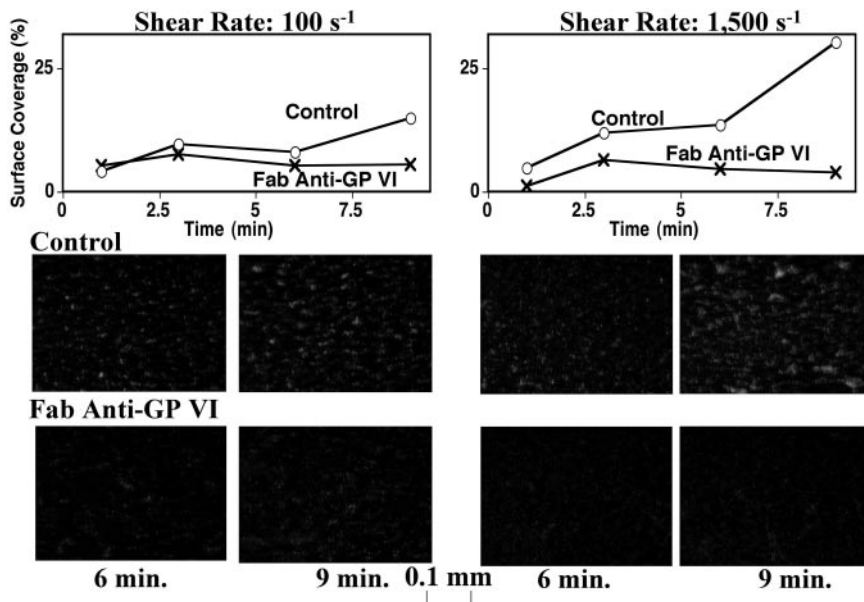 Shear Rate: 100 s⁻¹
Surface Coverage (%)
25
0
Control
Fab Anti-GP VI
0 2.5 7.5
Time (min)
Shear Rate: 1,500 s⁻¹
25
0
Control
Fab Anti-GP VI
0 2.5 7.5
Time (min)
Control
Fab Anti-GP VI
6 min. 9 min. 0.1 mm 6 min. 9 min.